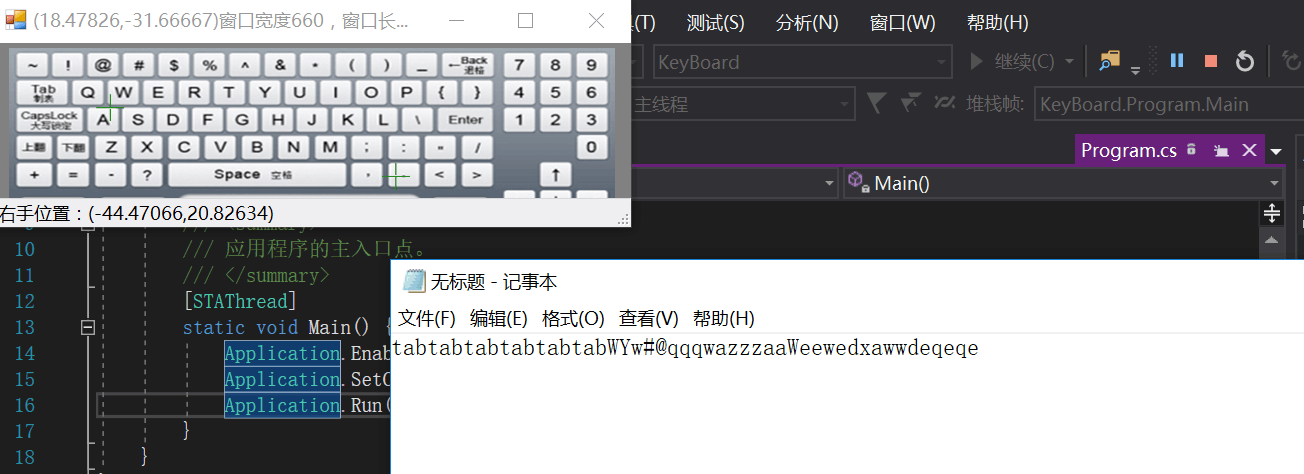 (18.47826,-31.66667)窗口宽度660，窗口长...
~ ! @ # $ % ^ & * ( ) _ ←Back 退格 7 8 9
Tab 制表 Q W E R T Y U I O P { } 4 5 6
CapsLock 大写锁定 A S D F G H J K L \ Enter 1 2 3
上翻 下翻 Z X C V B N M ; : " / 0
+ = - ? Space 空格 , < > ↑
右手位置：(-44.47066,20.82634)
(T) 测试(S) 分析(N) 窗口(W) 帮助(H)
KeyBoard 继续(C)
主线程 堆栈帧: KeyBoard.Program.Main
Program.cs
Main()
10 /// 应用程序的主入口点。
11 /// </summary>
12 [STAThread]
13 static void Main() {
14 Application.Enab
15 Application.SetC
16 Application.Run(
17 }
18 }
无标题 - 记事本
文件(F) 编辑(E) 格式(O) 查看(V) 帮助(H)
tabtabtabtabtabtabWYw#@qqqwazzzaaWeewedxawwdeqeqe